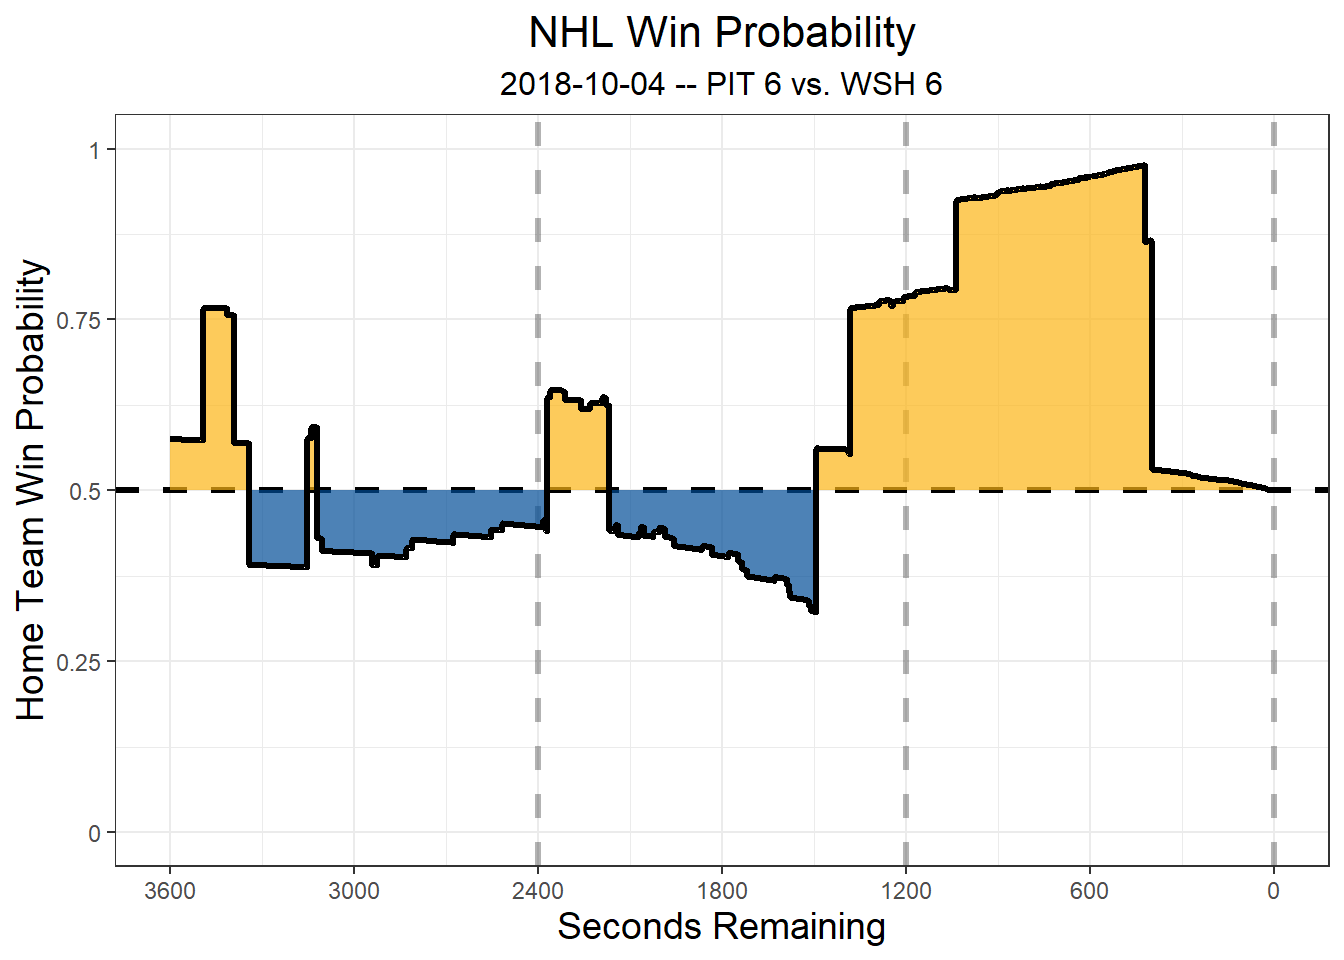 NHL Win Probability
2018-10-04 -- PIT 6 vs. WSH 6
Home Team Win Probability
1
0.75
0.5
0.25
0
3600 3000 2400 1800 1200 600 0
Seconds Remaining